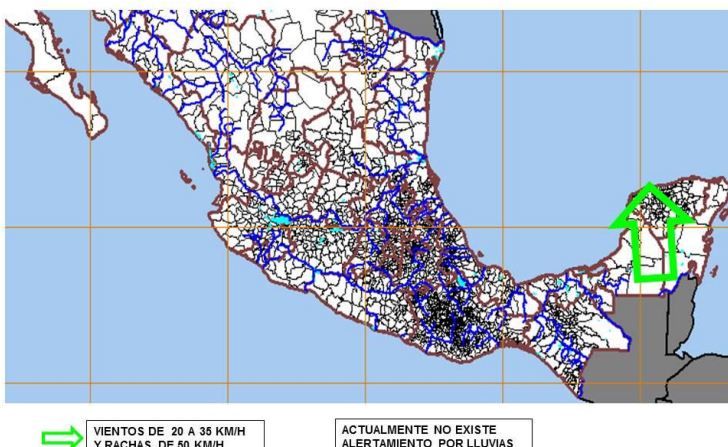 VIENTOS DE 20 A 35 KM/H
Y RACHAS DE 50 KM/H
ACTUALMENTE NO EXISTE
ALERTAMIENTO POR LLUVIAS